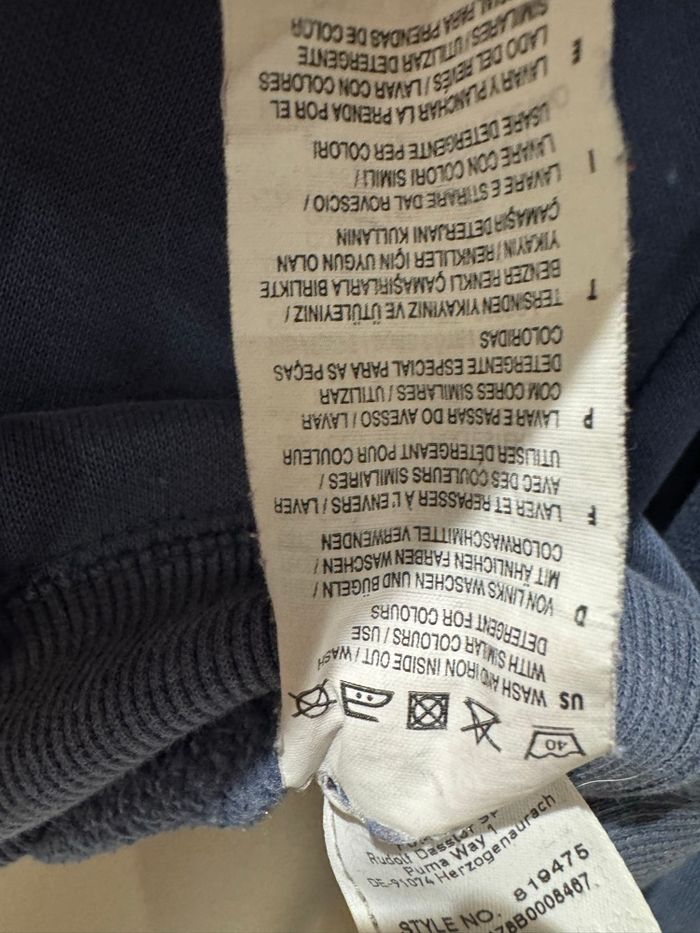 40
US WASH AND IRON INSIDE OUT / WASH
WITH SIMILAR COLOURS / USE
DETERGENT FOR COLOURS
D VON LINKS WASCHEN UND BÜGELN /
MIT ÄHNLICHEN FARBEN WASCHEN /
COLORWASCHMITTEL VERWENDEN
F LAVER ET REPASSER À L'ENVERS / LAVER
AVEC DES COULEURS SIMILAIRES /
UTILISER DÉTERGEANT POUR COULEUR
P LAVAR E PASSAR DO AVESSO / LAVAR
COM CORES SIMILARES / UTILIZAR
DETERGENTE ESPECIAL PARA AS PEÇAS
COLORIDAS
T TERSINDEN YIKAYINIZ VE ÜTÜLEYINIZ /
BENZER RENKLİ ÇAMAŞIRLARLA BIRLIKTE
YIKAYIN / RENKLILER IÇIN UYGUN OLAN
ÇAMAŞIR DETERJANI KULLANIN
I LAVARE E STIRARE DAL ROVESCIO /
LAVARE CON COLORI SIMILI /
USARE DETERGENTE PER COLORI
E LAVAR Y PLANCHAR LA PRENDA POR EL
LADO DEL REVÉS / LAVAR CON COLORES
SIMILARES / UTILIZAR DETERGENTE
PARA PRENDAS DE COLOR
Rudolf Dassler
Puma Way 1
DE-91074 Herzogenaurach
STYLE NO. 819475
78B0008487.